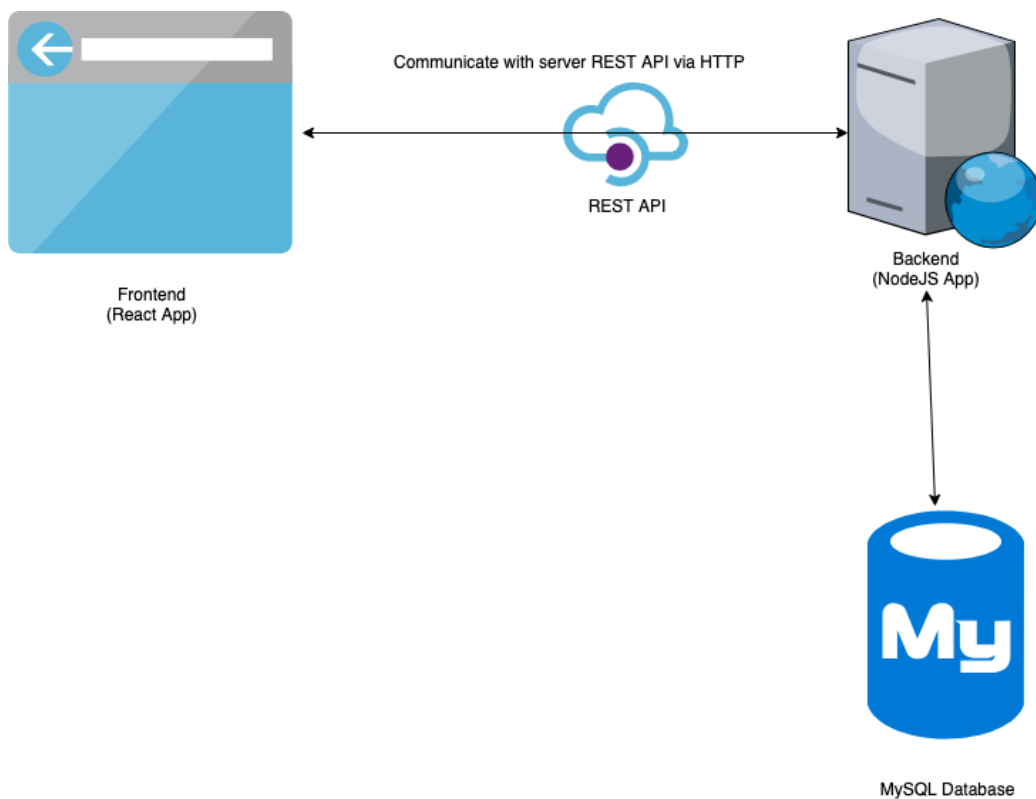 Communicate with server REST API via HTTP
REST API
Backend
(NodeJS App)
Frontend
(React App)
My
MySQL Database